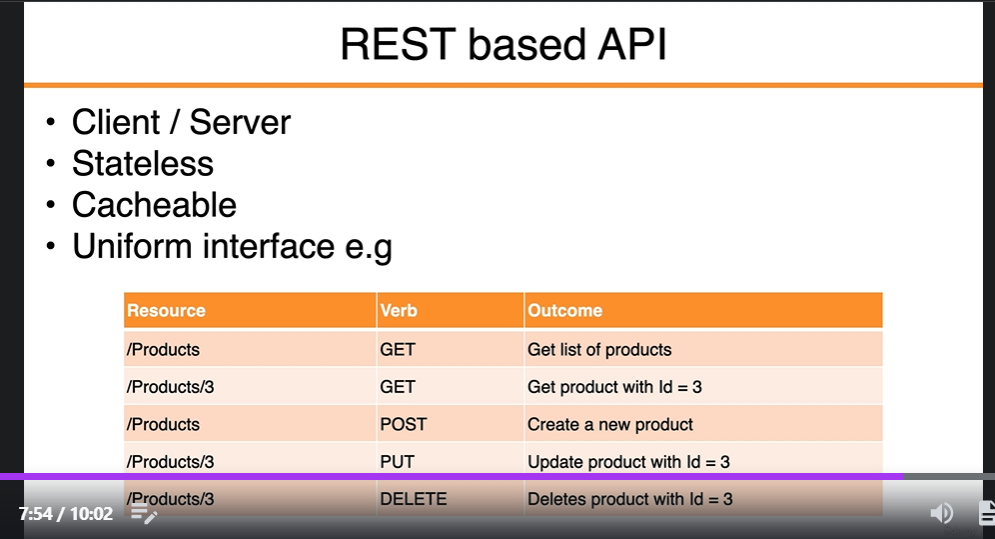 REST based API
• Client / Server
• Stateless
• Cacheable
• Uniform interface e.g
Resource Verb Outcome
/Products GET Get list of products
/Products/3 GET Get product with Id = 3
/Products POST Create a new product
/Products/3 PUT Update product with Id = 3
/Products/3 DELETE Deletes product with Id = 3
7:54 / 10:02